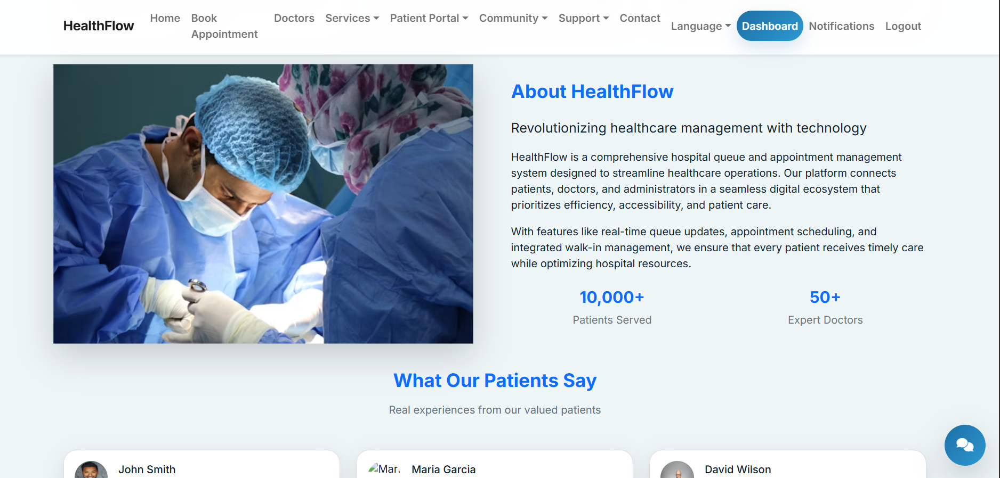 HealthFlow
Home
Book
Appointment
Doctors
Services
Patient Portal
Community
Support
Contact
Language
Dashboard
Notifications
Logout
About HealthFlow
Revolutionizing healthcare management with technology
HealthFlow is a comprehensive hospital queue and appointment management
system designed to streamline healthcare operations. Our platform connects
patients, doctors, and administrators in a seamless digital ecosystem that
prioritizes efficiency, accessibility, and patient care.
With features like real-time queue updates, appointment scheduling, and
integrated walk-in management, we ensure that every patient receives timely care
while optimizing hospital resources.
10,000+
Patients Served
50+
Expert Doctors
What Our Patients Say
Real experiences from our valued patients
John Smith
Mari
Maria Garcia
David Wilson